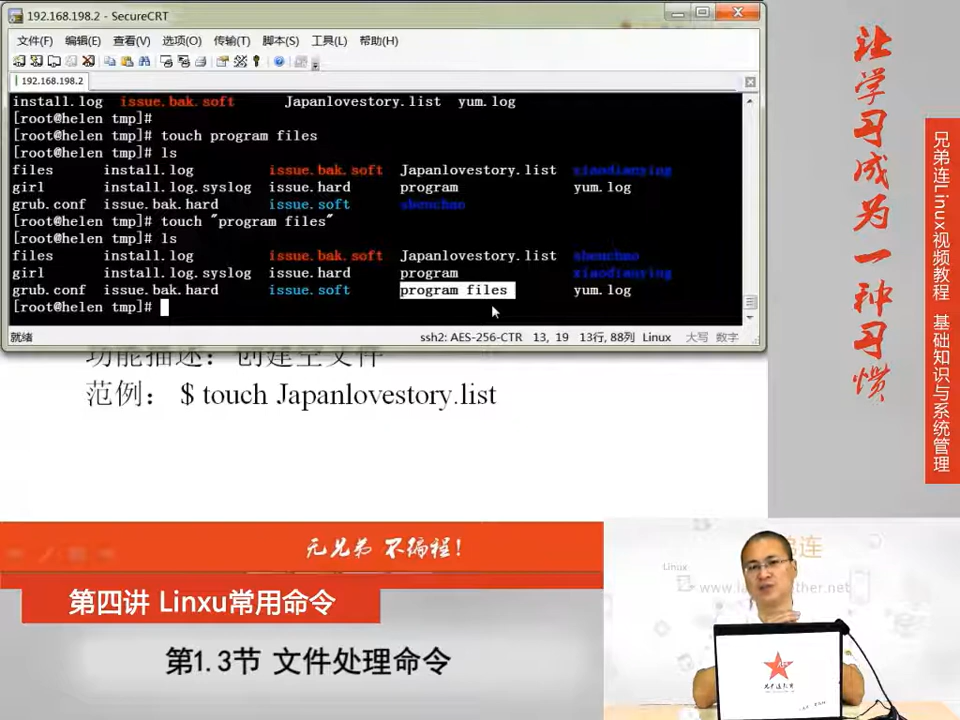 192.168.198.2 - SecureCRT
文件(F) 编辑(E) 查看(V) 选项(O) 传输(T) 脚本(S) 工具(L) 帮助(H)
192.168.198.2
install.log issue.bak.soft Japanlovestory.list yum.log
[root@helen tmp]#
[root@helen tmp]# touch program files
[root@helen tmp]# ls
files install.log issue.bak.soft Japanlovestory.list xiaodianying
girl install.log.syslog issue.hard program yum.log
grub.conf issue.bak.hard issue.soft shenchao
[root@helen tmp]# touch "program files"
[root@helen tmp]# ls
files install.log issue.bak.soft Japanlovestory.list shenchao
girl install.log.syslog issue.hard program xiaodianying
grub.conf issue.bak.hard issue.soft program files yum.log
[root@helen tmp]#
就绪 ssh2: AES-256-CTR 13, 19 13行, 88列 Linux 大写 数字
功能描述：创建空文件
范例： $ touch Japanlovestory.list
让学习成为一种习惯
兄弟连Linux视频教程 基础知识与系统管理
无兄弟 不编程！
第四讲 Linxu常用命令
第1.3节 文件处理命令
Linux